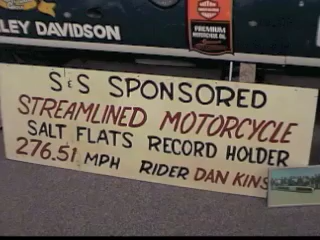 LEY DAVIDSON
PREMIUM
S & S SPONSORED
STREAMLINED MOTORCYCLE
SALT FLATS RECORD HOLDER
276.51 MPH RIDER DAN KINS